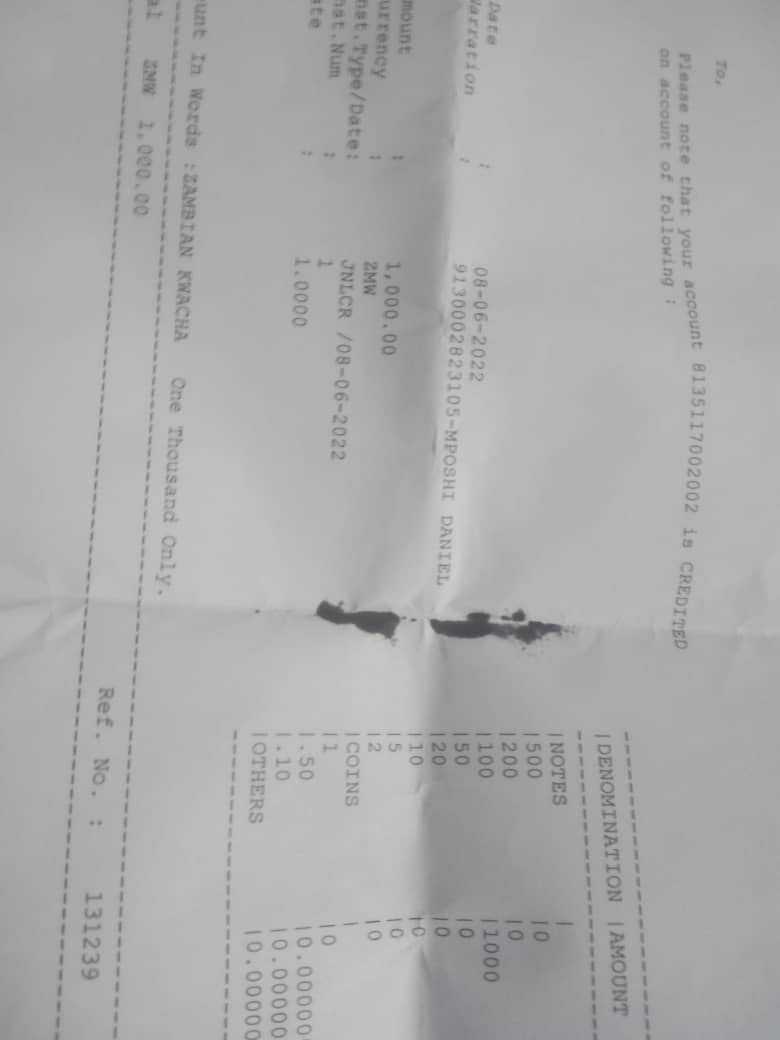 To,
Please note that your account 8135117002002 is CREDITED
on account of following :
|DENOMINATION |AMOUNT
Date : 08-06-2022
Narration : 9130002823105-MPOSHI DANIEL
mount : 1,000.00
urrency : ZMW
nst.Type/Date: JNLCR /08-06-2022
nst.Num : 1
ate : 1.0000
|NOTES |
|500 |0
|200 |0
|100 |1000
|50 |0
|20 |0
|10 |0
|5 |0
|2 |0
|COINS |
|1 |0
|.50 |0.00000
|.10 |0.00000
|OTHERS |0.00000
unt In Words :ZAMBIAN KWACHA One Thousand Only.
al ZMW 1,000.00
Ref. No. : 131239